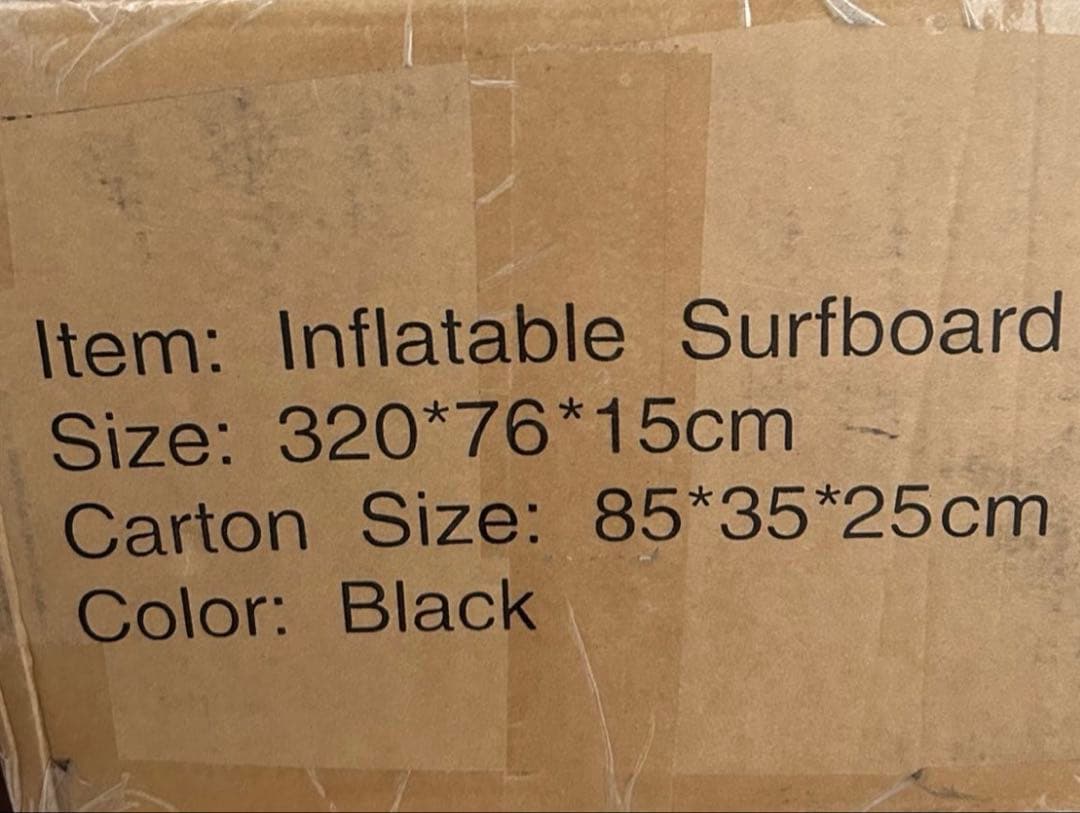 Item: Inflatable Surfboard
Size: 320*76*15cm
Carton Size: 85*35*25cm
Color: Black